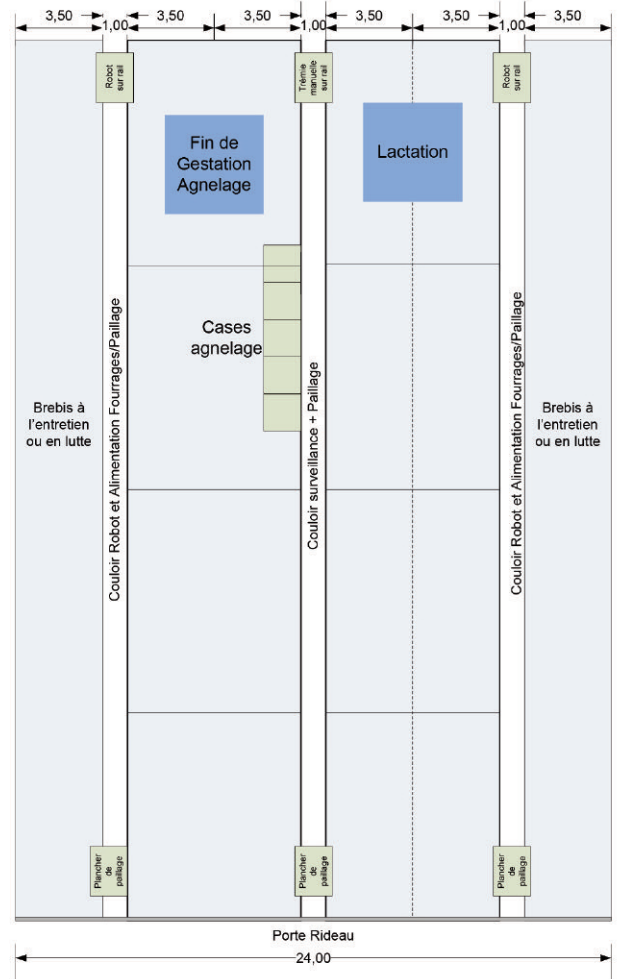 3,50 3,50 3,50 3,50 3,50 3,50
1,00 1,00 1,00
Robot
sur rail
Trémie
manuelle
sur rail
Robot
sur rail
Fin de
Gestation
Agnelage
Lactation
Cases
agnelage
Brebis à
l'entretien
ou en lutte
Couloir Robot et Alimentation Fourrages/Paillage
Couloir surveillance + Paillage
Couloir Robot et Alimentation Fourrages/Paillage
Brebis à
l'entretien
ou en lutte
Plancher
de
paillage
Plancher
de
paillage
Plancher
de
paillage
Porte Rideau
24,00